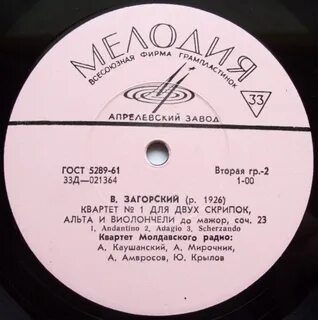 МЕЛОДИЯ
ВСЕСОЮЗНАЯ ФИРМА ГРАМПЛАСТИНОК
33
АПРЕЛЕВСКИЙ ЗАВОД
ГОСТ 5289-61
Вторая гр.-2
33Д—021364
1-00
В. ЗАГОРСКИЙ (р. 1926)
КВАРТЕТ № 1 ДЛЯ ДВУХ СКРИПОК,
АЛЬТА И ВИОЛОНЧЕЛИ до мажор, соч. 23
1. Andantino 2. Adagio 3. Scherzando
Квартет Молдавского радио:
А. Каушанский, А. Мирочник,
А. Амвросов, Ю. Крылов